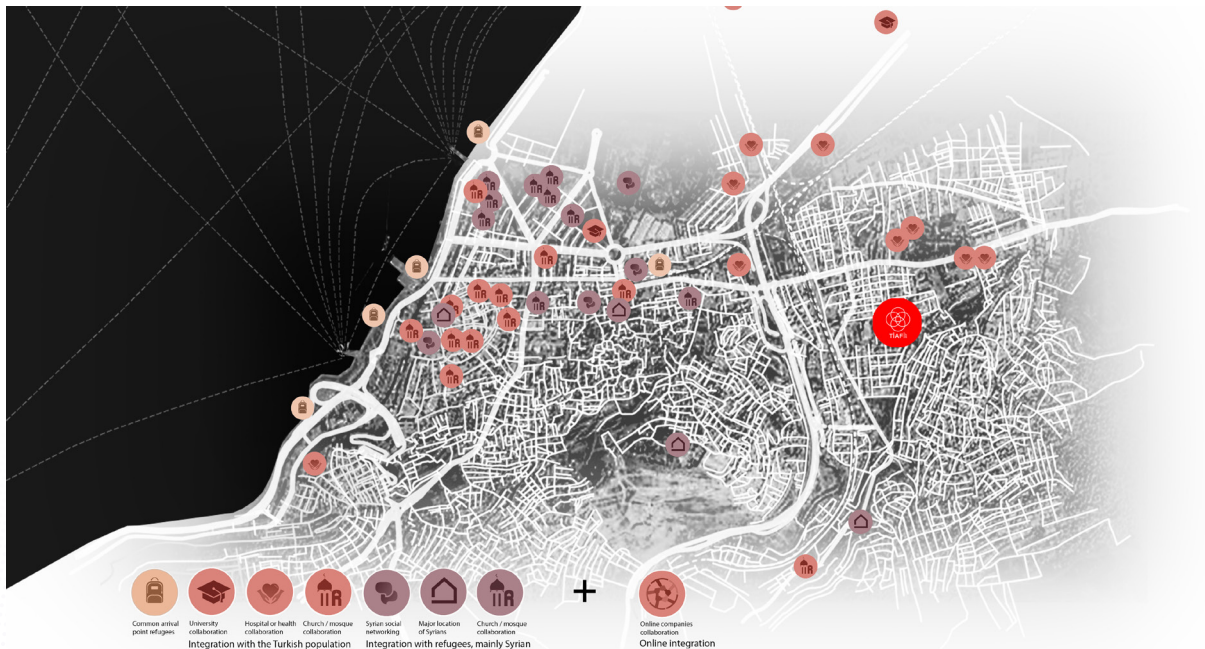 TIAFI
Common arrival
point refugees
University
collaboration
Hospital or health
collaboration
Church / mosque
collaboration
Syrian social
networking
Major location
of Syrians
Church / mosque
collaboration
+
Online companies
collaboration
Integration with the Turkish population
Integration with refugees, mainly Syrian
Online integration